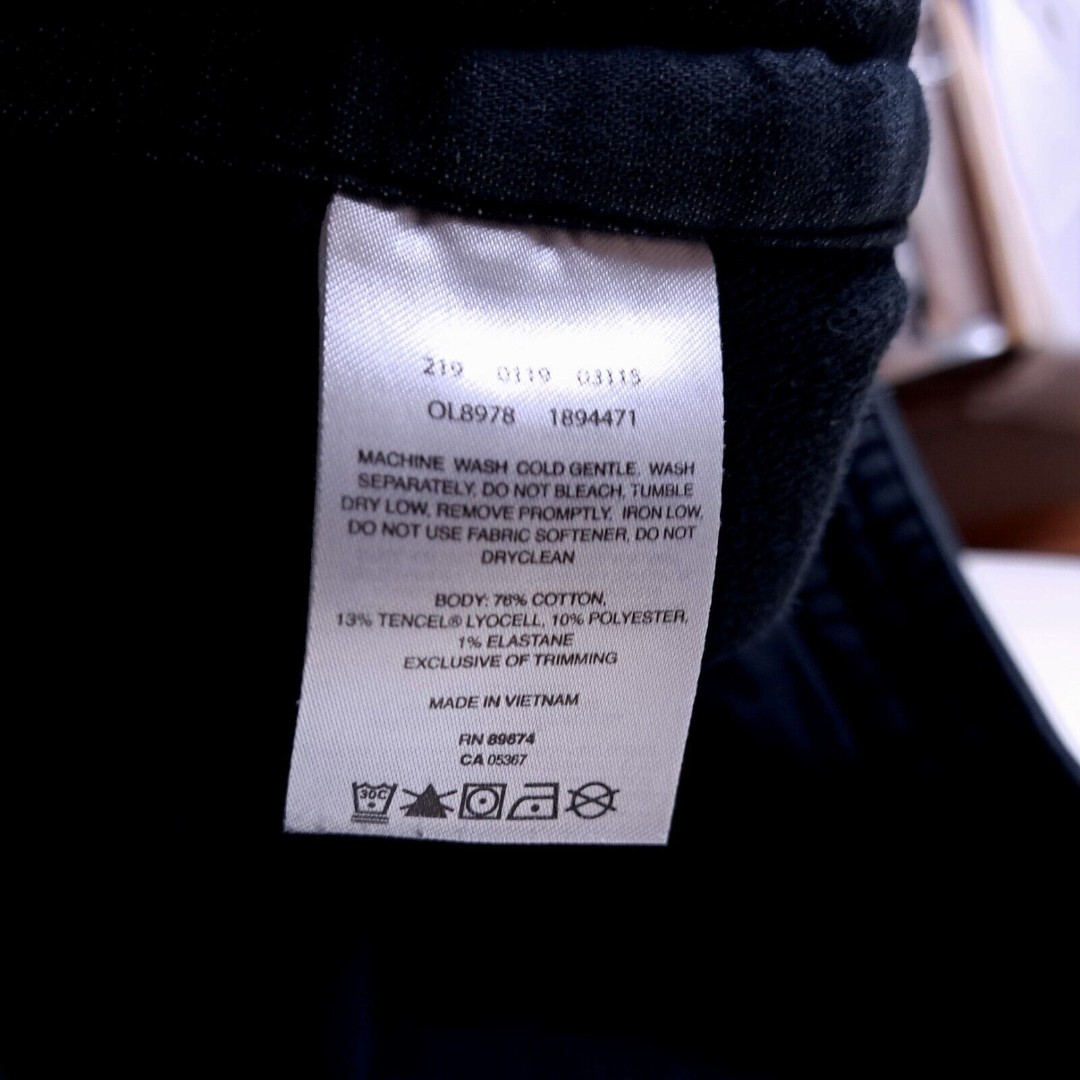 219 0119 03115
OL8978 1894471
MACHINE WASH COLD GENTLE, WASH
SEPARATELY, DO NOT BLEACH, TUMBLE
DRY LOW, REMOVE PROMPTLY, IRON LOW,
DO NOT USE FABRIC SOFTENER, DO NOT
DRYCLEAN
BODY: 76% COTTON,
13% TENCEL® LYOCELL, 10% POLYESTER,
1% ELASTANE
EXCLUSIVE OF TRIMMING
MADE IN VIETNAM
RN 89674
CA 05367
30C